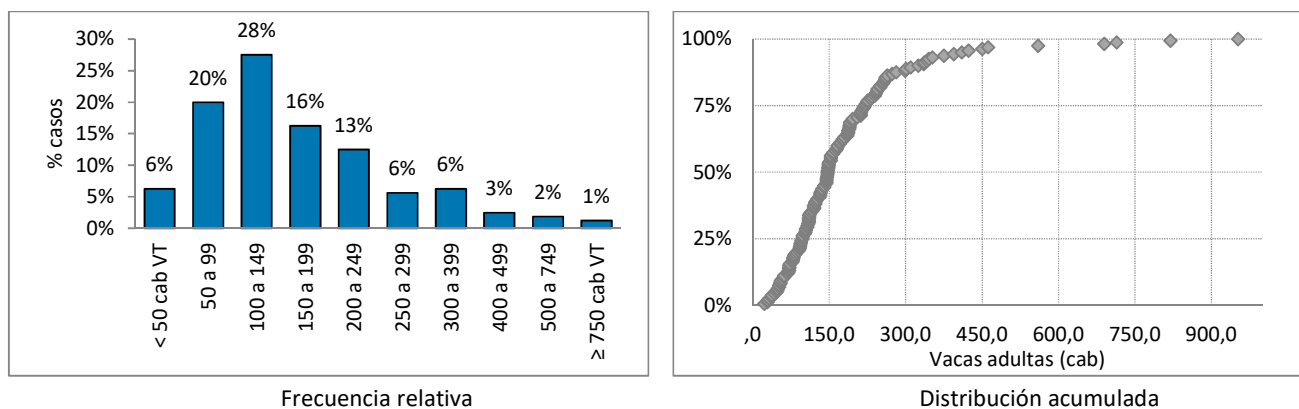 30%
25%
20%
15%
10%
5%
0%
% casos
6%
20%
28%
16%
13%
6%
6%
3%
2%
1%
< 50 cab VT
50 a 99
100 a 149
150 a 199
200 a 249
250 a 299
300 a 399
400 a 499
500 a 749
≥ 750 cab VT
Frecuencia relativa
100%
75%
50%
25%
0%
,0 150,0 300,0 450,0 600,0 750,0 900,0
Vacas adultas (cab)
Distribución acumulada